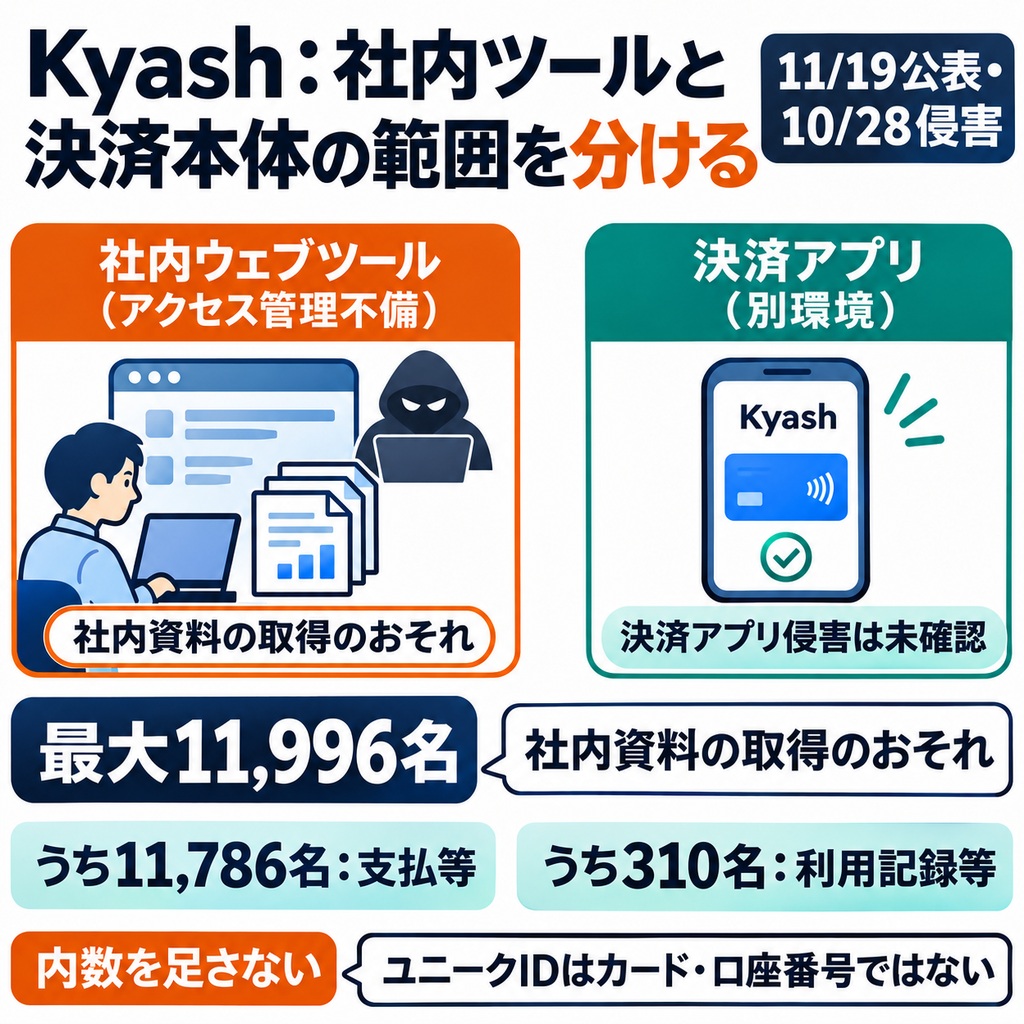 Kyash：社内ツールと
決済本体の範囲を分ける
11/19公表・
10/28侵害
社内ウェブツール
（アクセス管理不備）
社内資料の取得のおそれ
決済アプリ
（別環境）
Kyash
決済アプリ侵害は未確認
最大11,996名
社内資料の取得のおそれ
うち11,786名：支払等
うち310名：利用記録等
内数を足さない
ユニークIDはカード・口座番号ではない